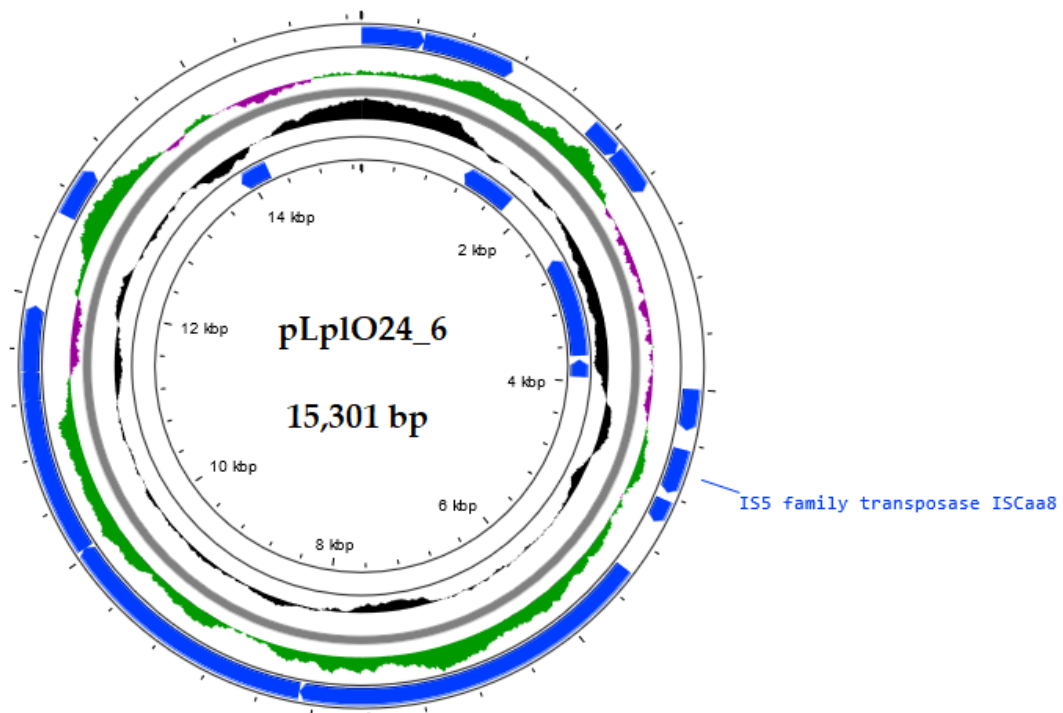 14 kbp
2 kbp
12 kbp
pLplO24_6
4 kbp
15,301 bp
10 kbp
IS5 family transposase ISCaa8
6 kbp
8 kbp